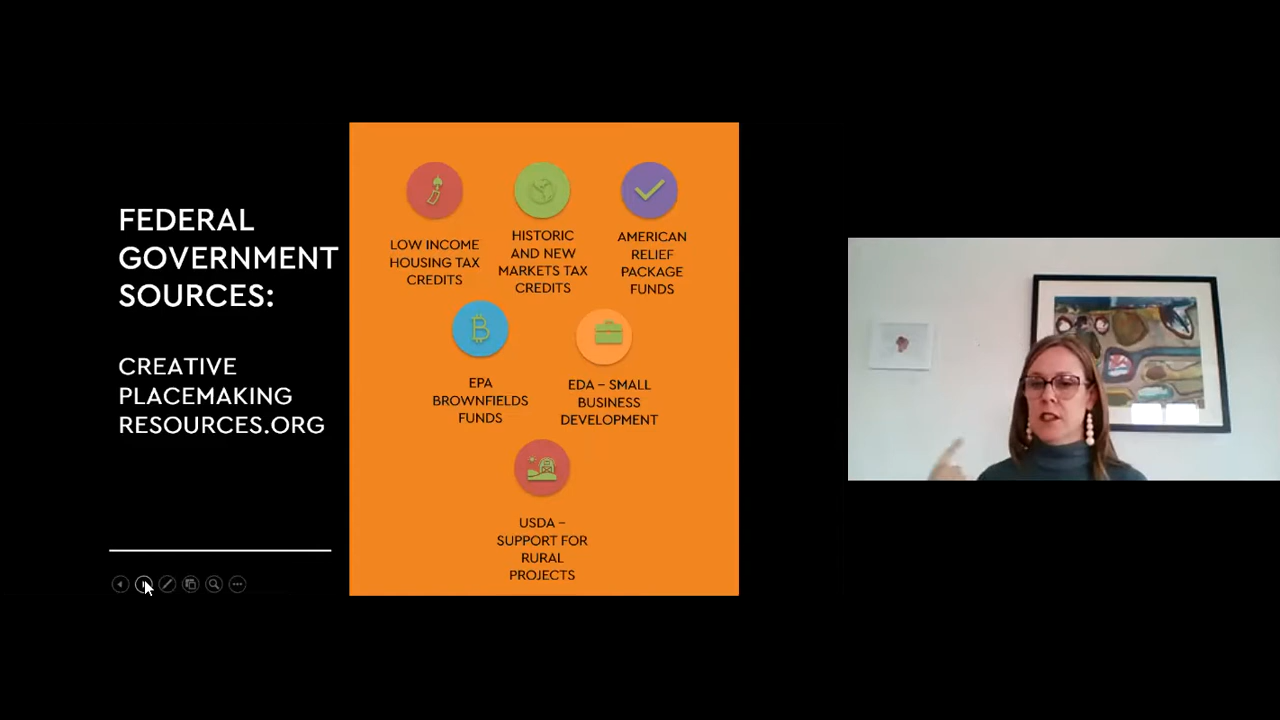 FEDERAL
GOVERNMENT
SOURCES:
CREATIVE
PLACEMAKING
RESOURCES.ORG
LOW INCOME
HOUSING TAX
CREDITS
HISTORIC
AND NEW
MARKETS TAX
CREDITS
AMERICAN
RELIEF
PACKAGE
FUNDS
EPA
BROWNFIELDS
FUNDS
EDA – SMALL
BUSINESS
DEVELOPMENT
USDA –
SUPPORT FOR
RURAL
PROJECTS